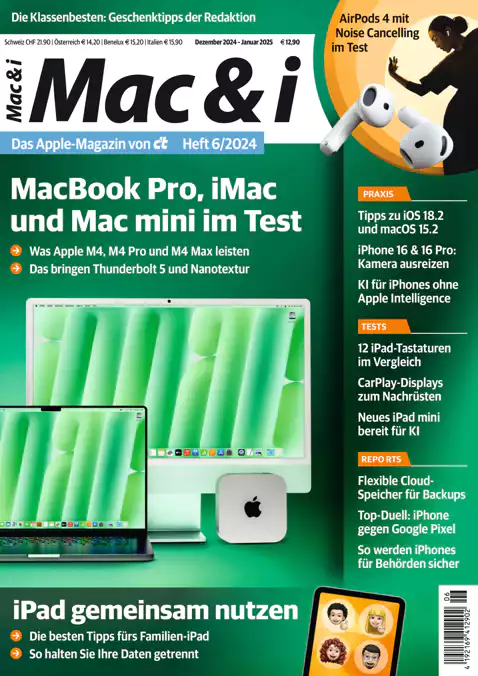 Die Klassenbesten: Geschenktipps der Redaktion
Schweiz CHF 21.90 | Österreich € 14,20 | Benelux € 15,20 | Italien € 15,90
Dezember 2024 - Januar 2025 € 12,90
AirPods 4 mit
Noise Cancelling
im Test
Mac & i
Mac & i
Das Apple-Magazin von c't Heft 6/2024
MacBook Pro, iMac
und Mac mini im Test
Was Apple M4, M4 Pro und M4 Max leisten
Das bringen Thunderbolt 5 und Nanotextur
PRAXIS
Tipps zu iOS 18.2
und macOS 15.2
iPhone 16 & 16 Pro:
Kamera ausreizen
KI für iPhones ohne
Apple Intelligence
TESTS
12 iPad-Tastaturen
im Vergleich
CarPlay-Displays
zum Nachrüsten
Neues iPad mini
bereit für KI
REPORTS
Flexible Cloud-
Speicher für Backups
Top-Duell: iPhone
gegen Google Pixel
So werden iPhones
für Behörden sicher
iPad gemeinsam nutzen
Die besten Tipps fürs Familien-iPad
So halten Sie Ihre Daten getrennt
06
4 192169 412902